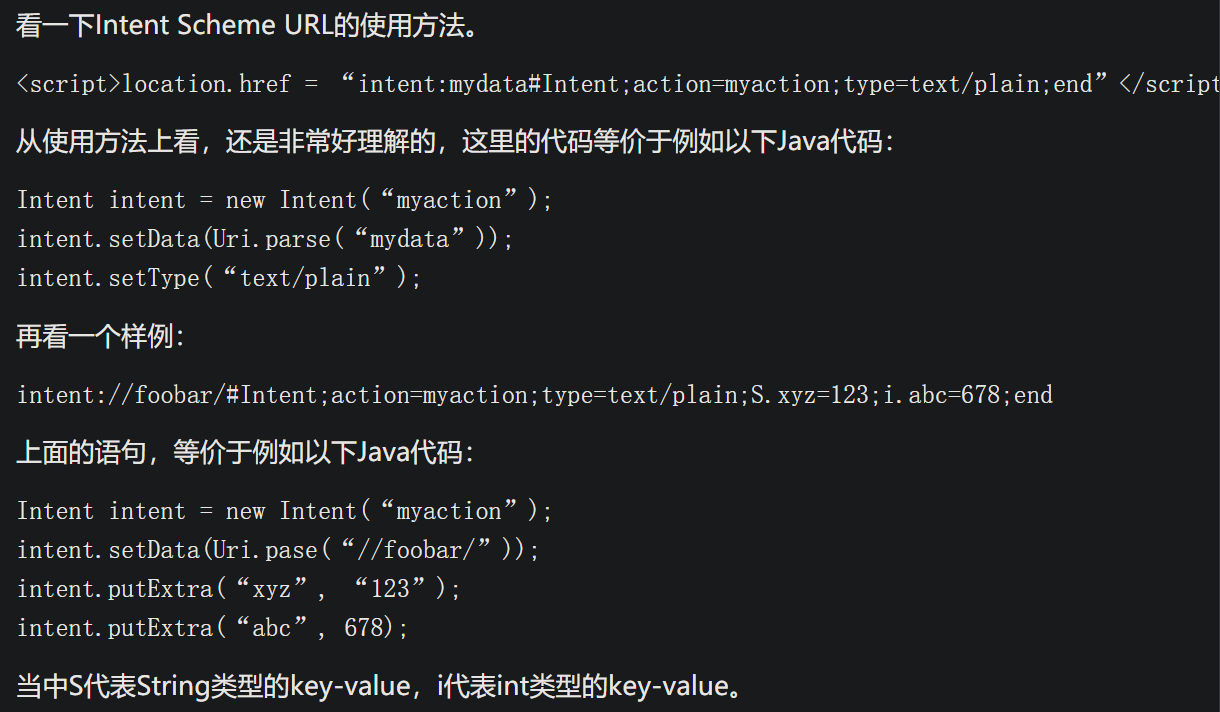 看一下Intent Scheme URL的使用方法。
<script>location.href = “intent:mydata#Intent;action=myaction;type=text/plain;end”</script
从使用方法上看，还是非常好理解的，这里的代码等价于例如以下Java代码：
Intent intent = new Intent(“myaction”);
intent.setData(Uri.parse(“mydata”));
intent.setType(“text/plain”);
再看一个样例：
intent://foobar/#Intent;action=myaction;type=text/plain;S.xyz=123;i.abc=678;end
上面的语句，等价于例如以下Java代码：
Intent intent = new Intent(“myaction”);
intent.setData(Uri.pase(“//foobar/”));
intent.putExtra(“xyz”, “123”);
intent.putExtra(“abc”, 678);
当中S代表String类型的key-value，i代表int类型的key-value。